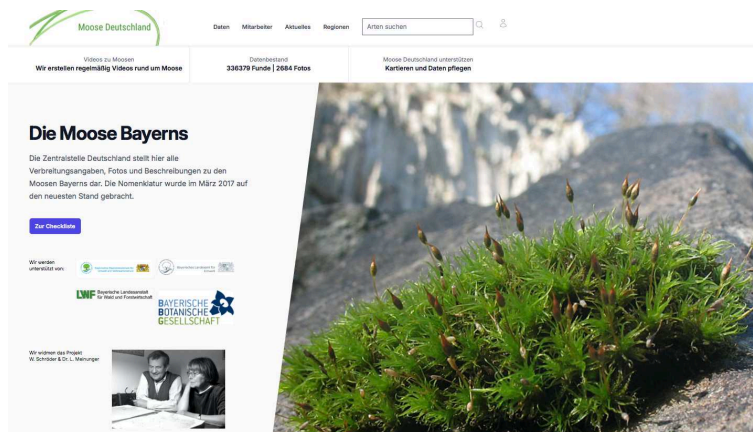 Moose Deutschland
Daten Mitarbeiter Aktuelles Regionen Arten suchen
Videos zu Moosen
Wir erstellen regelmäßig Videos rund um Moose
Datenbestand
336379 Funde | 2684 Fotos
Moose Deutschland unterstützen
Kartieren und Daten pflegen
Die Moose Bayerns
Die Zentralstelle Deutschland stellt hier alle
Verbreitungsangaben, Fotos und Beschreibungen zu den
Moosen Bayerns dar. Die Nomenklatur wurde im März 2017 auf
den neuesten Stand gebracht.
Zur Checkliste
Wir werden
unterstützt von:
Bayerisches Landesamt für
Umwelt
LWF Bayerische Landesanstalt
für Wald und Forstwirtschaft
BAYERISCHE
BOTANISCHE
GESELLSCHAFT
Wir widmen das Projekt
W. Schröder & Dr. L. Meinunger